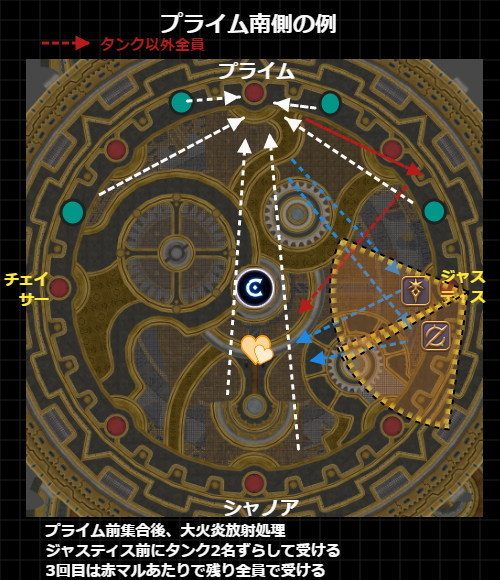 プライム南側の例
タンク以外全員
プライム
チェイ
サー
ジャス
ティス
シャノア
プライム前集合後、大火炎放射処理
ジャスティス前にタンク2名ずらして受ける
3回目は赤マルあたりで残り全員で受ける